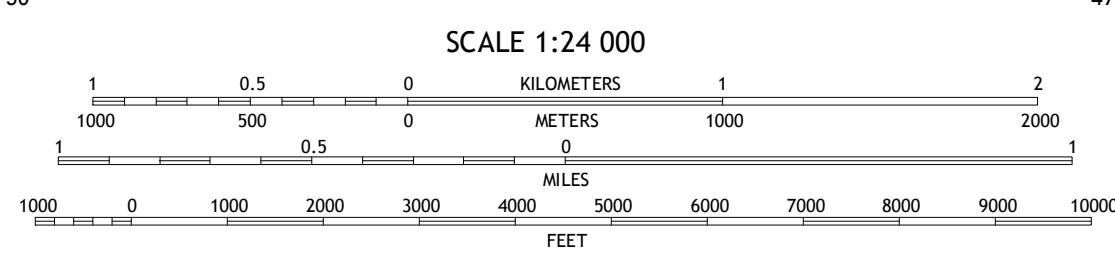 SCALE 1:24 000
1 0.5 0 KILOMETERS 1 2
1000 500 0 METERS 1000 2000
1 0.5 0 1
MILES
1000 0 1000 2000 3000 4000 5000 6000 7000 8000 9000 10000
FEET